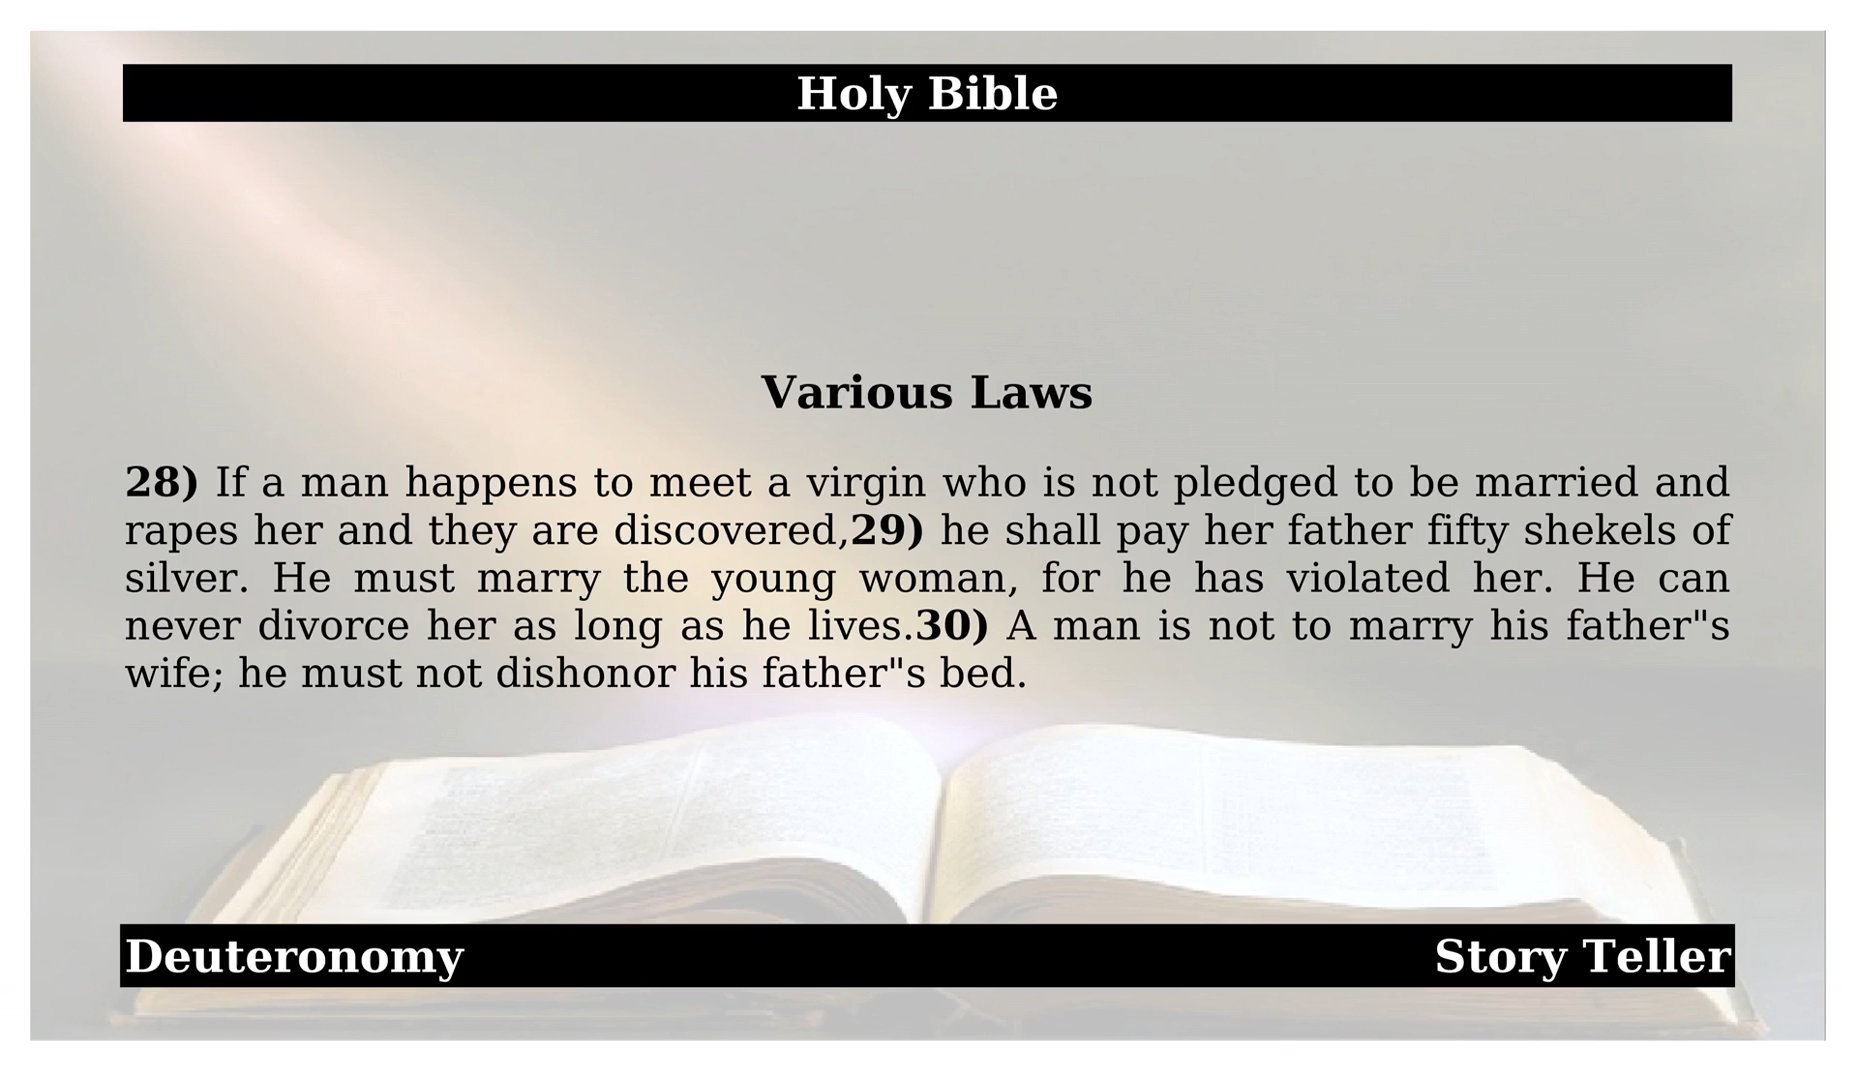 Holy Bible
Various Laws
28) If a man happens to meet a virgin who is not pledged to be married and
rapes her and they are discovered,29) he shall pay her father fifty shekels of
silver. He must marry the young woman, for he has violated her. He can
never divorce her as long as he lives.30) A man is not to marry his father"s
wife; he must not dishonor his father"s bed.
Deuteronomy
Story Teller